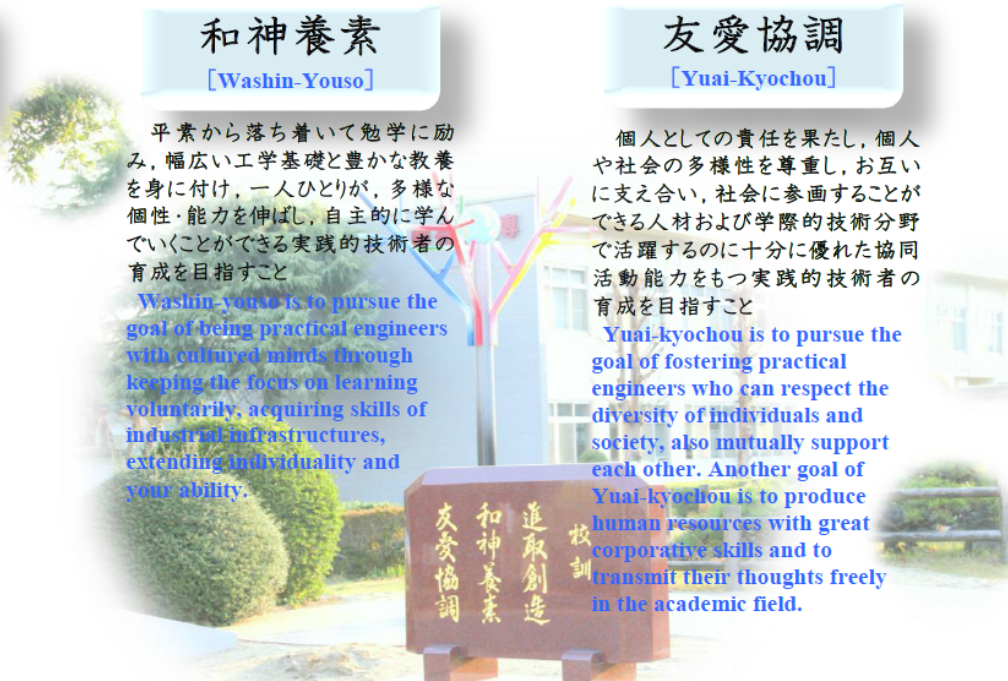 和神養素
［Washin-Youso］
平素から落ち着いて勉学に励
み，幅広い工学基礎と豊かな教養
を身に付け，一人ひとりが，多様な
個性・能力を伸ばし，自主的に学ん
でいくことができる実践的技術者の
育成を目指すこと
Washin-youso is to pursue the
goal of being practical engineers
with cultured minds through
keeping the focus on learning
voluntarily, acquiring skills of
industrial infrastructures,
extending individuality and
your ability.
友愛協調
［Yuai-Kyochou］
個人としての責任を果たし，個人
や社会の多様性を尊重し，お互い
に支え合い，社会に参画することが
できる人材および学際的技術分野
で活躍するのに十分に優れた協同
活動能力をもつ実践的技術者の
育成を目指すこと
Yuai-kyochou is to pursue the
goal of fostering practical
engineers who can respect the
diversity of individuals and
society, also mutually support
each other. Another goal of
Yuai-kyochou is to produce
human resources with great
corporative skills and to
transmit their thoughts freely
in the academic field.
校訓
進取創造
和神養素
友愛協調